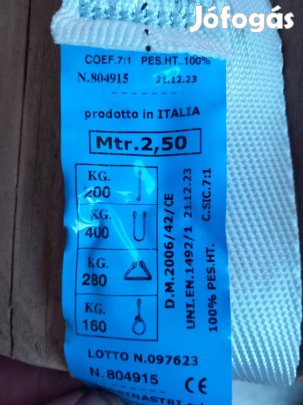 Jófogás
COEF.7:1 PES.HT..100%
N.804915 21.12.23
prodotto in ITALIA
Mtr.2,50
KG.
200
KG.
400
KG.
280
KG.
160
D.M.2006/42/CE
UNI.EN.1492/1 21.12.23
100% PES.HT. C.SIC.7:1
LOTTO N.097623
N.804915 CE